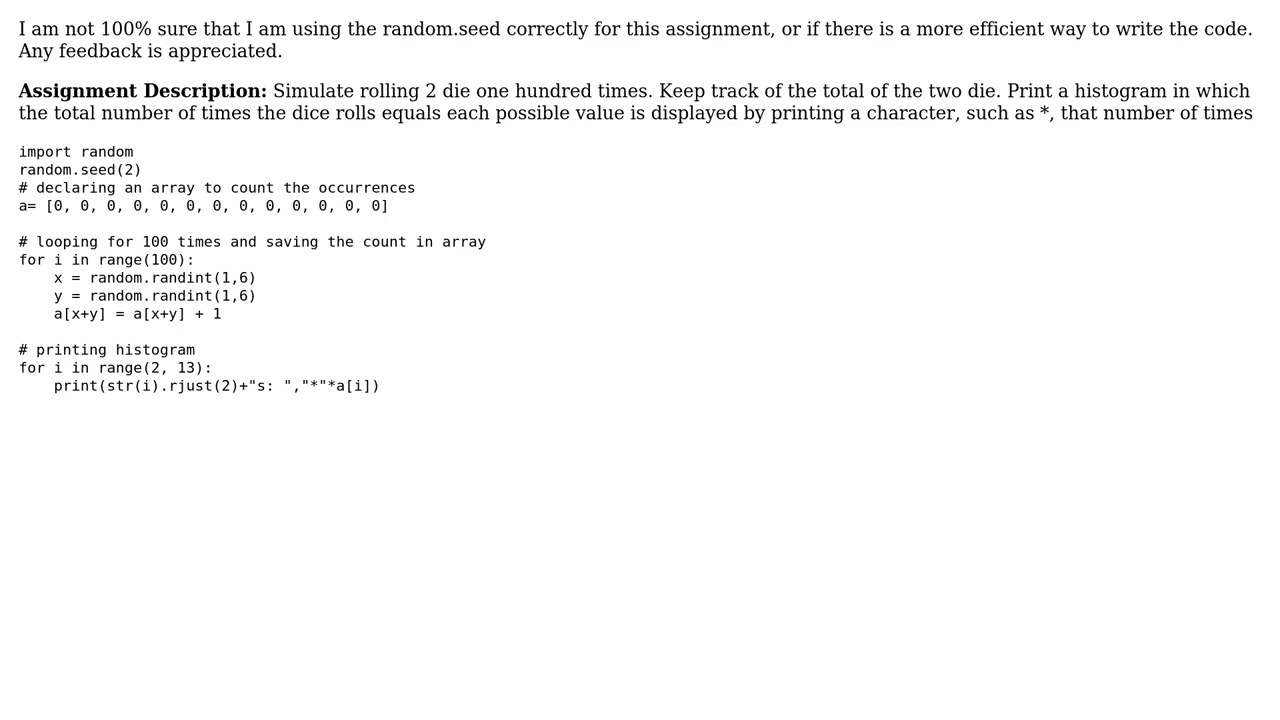 I am not 100% sure that I am using the random.seed correctly for this assignment, or if there is a more efficient way to write the code.
Any feedback is appreciated.
Assignment Description: Simulate rolling 2 die one hundred times. Keep track of the total of the two die. Print a histogram in which
the total number of times the dice rolls equals each possible value is displayed by printing a character, such as *, that number of times
import random
random.seed(2)
# declaring an array to count the occurrences
a= [0, 0, 0, 0, 0, 0, 0, 0, 0, 0, 0, 0, 0]
# looping for 100 times and saving the count in array
for i in range(100):
    x = random.randint(1,6)
    y = random.randint(1,6)
    a[x+y] = a[x+y] + 1
# printing histogram
for i in range(2, 13):
    print(str(i).rjust(2)+"s: ","*"*a[i])